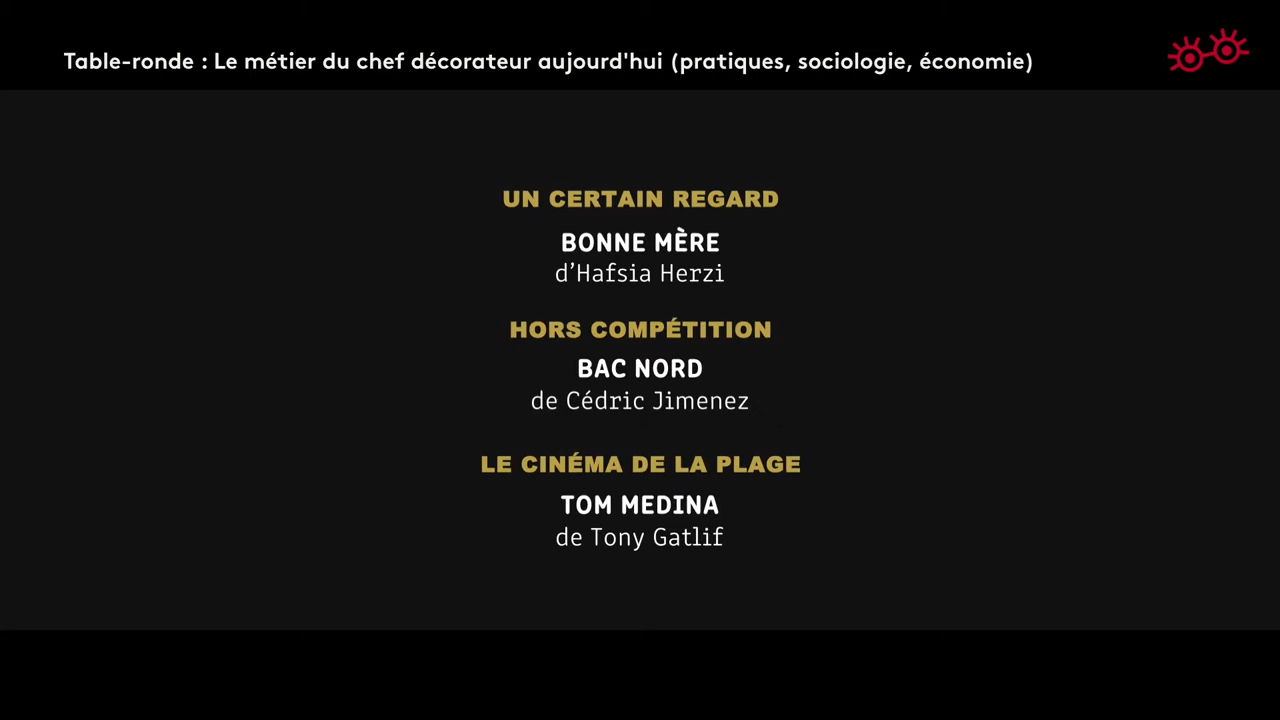 Table-ronde : Le métier du chef décorateur aujourd'hui (pratiques, sociologie, économie)
UN CERTAIN REGARD
BONNE MÈRE
d’Hafsia Herzi
HORS COMPÉTITION
BAC NORD
de Cédric Jimenez
LE CINÉMA DE LA PLAGE
TOM MEDINA
de Tony Gatlif